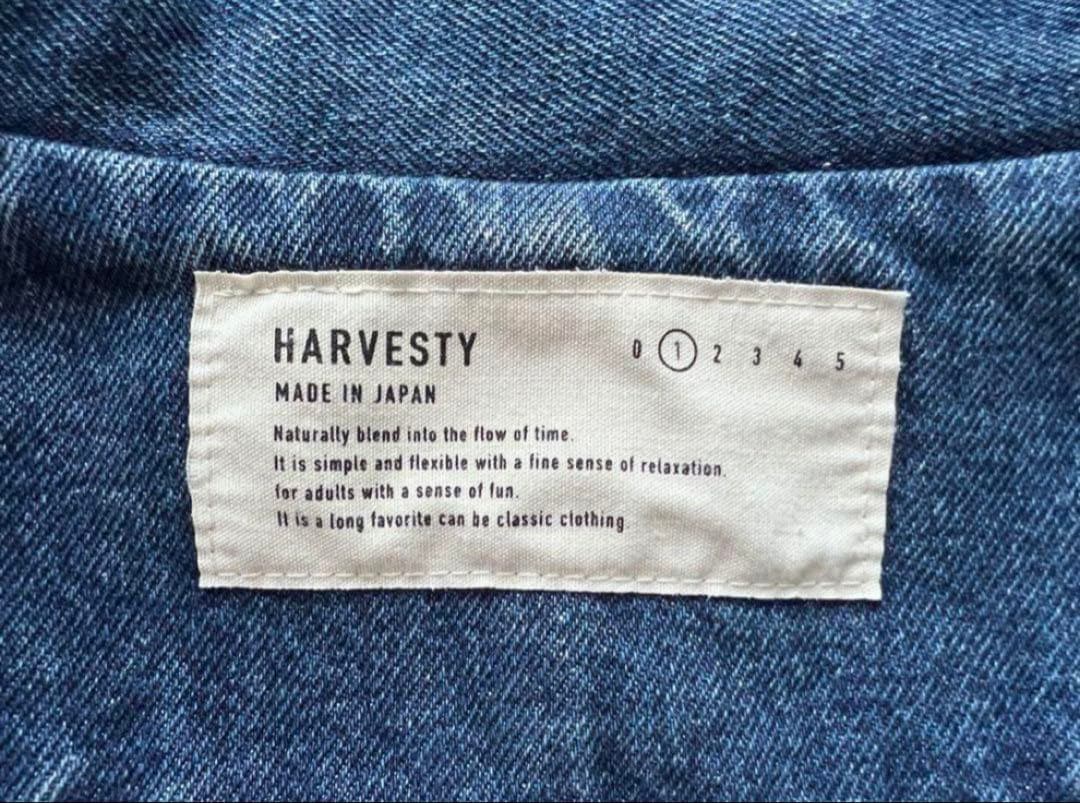 HARVESTY 0 1 2 3 4 5
MADE IN JAPAN
Naturally blend into the flow of time.
It is simple and flexible with a fine sense of relaxation.
for adults with a sense of fun.
It is a long favorite can be classic clothing